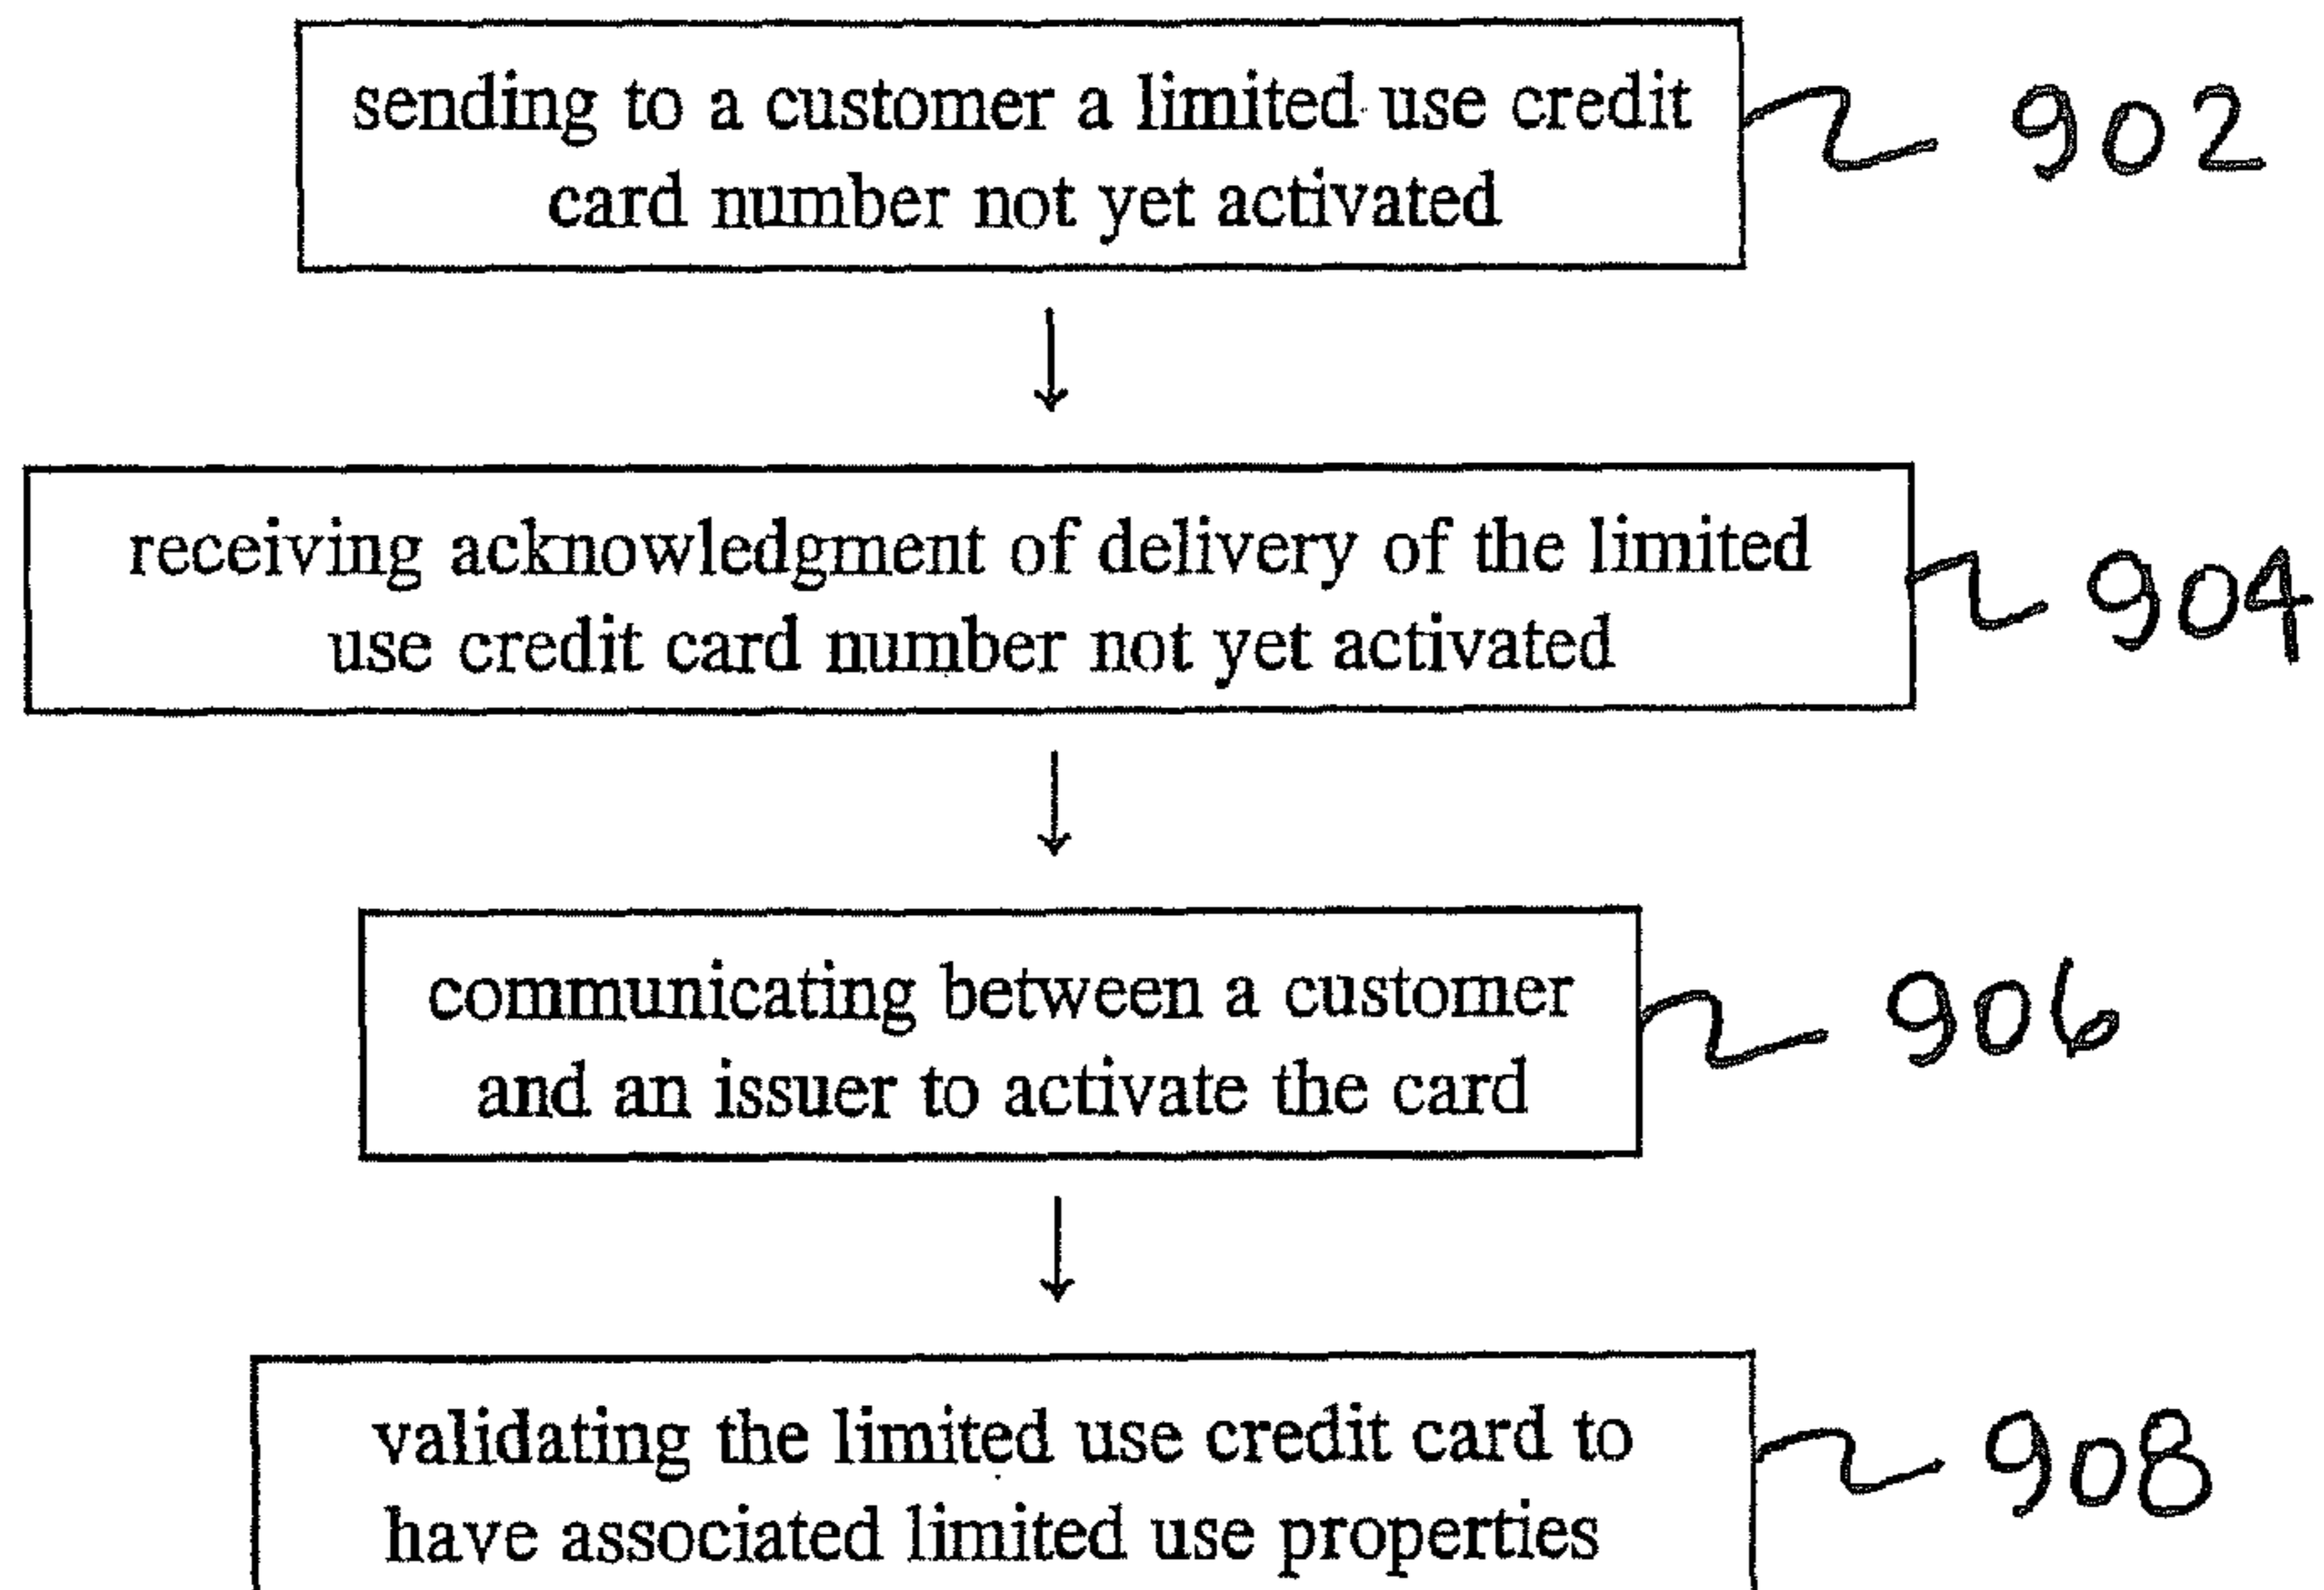 sending to a customer a limited use credit 902
card number not yet activated
receiving acknowledgment of delivery of the limited 904
use credit card number not yet activated
communicating between a customer 906
and an issuer to activate the card
validating the limited use credit card to 908
have associated limited use properties